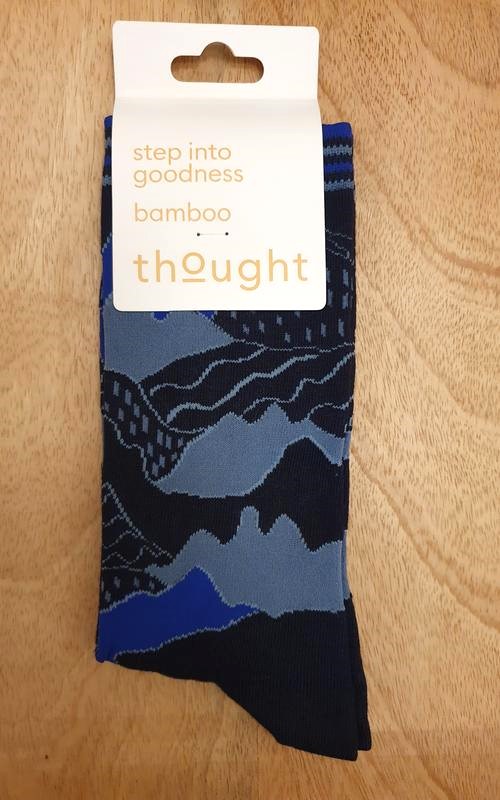 step into
goodness
bamboo
thought